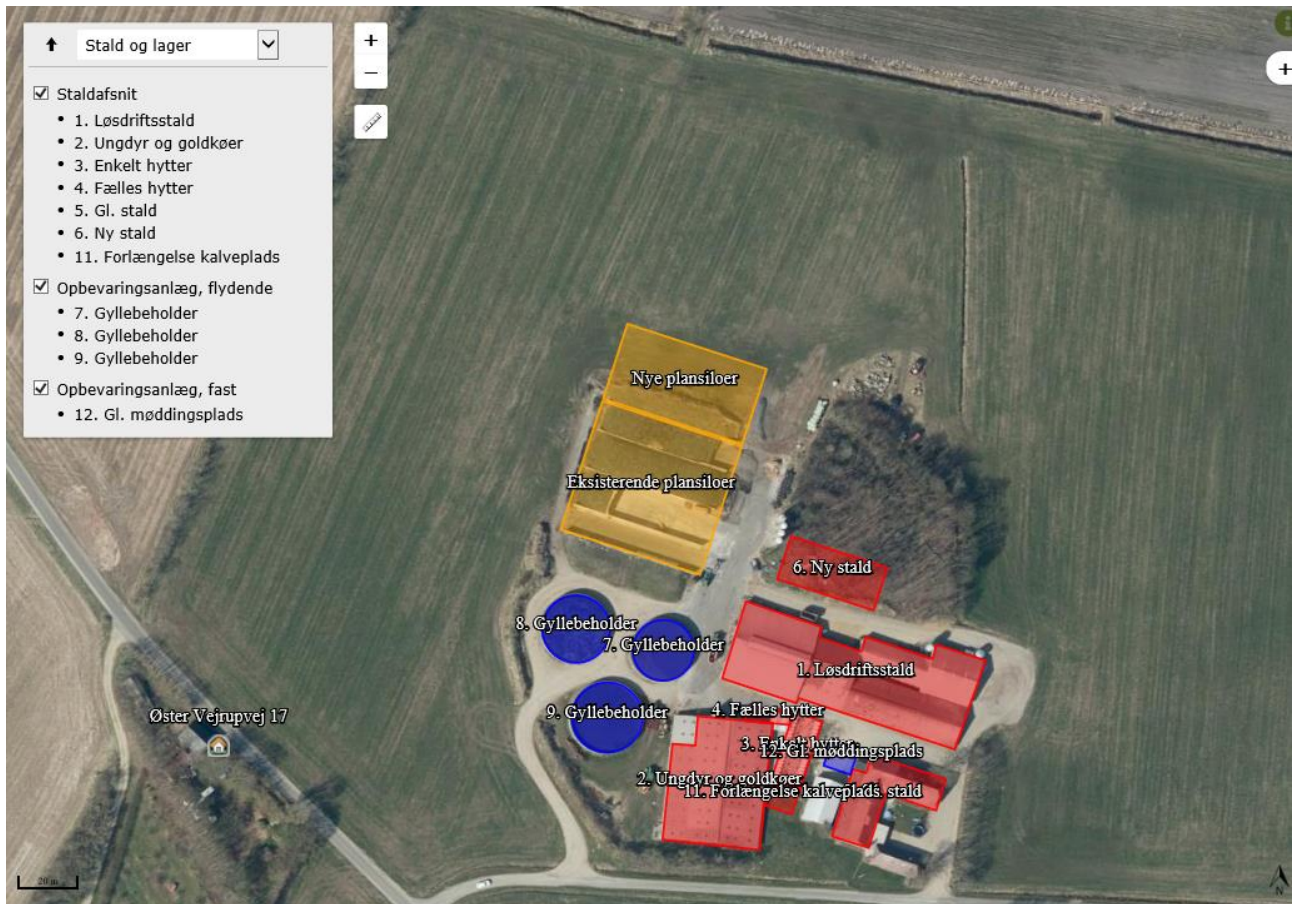 Stald og lager
Staldafsnit
• 1. Løsdriftsstald
• 2. Ungdyr og goldkøer
• 3. Enkelt hytter
• 4. Fælles hytter
• 5. Gl. stald
• 6. Ny stald
• 11. Forlængelse kalveplads
Opbevaringsanlæg, flydende
• 7. Gyllebeholder
• 8. Gyllebeholder
• 9. Gyllebeholder
Opbevaringsanlæg, fast
• 12. Gl. møddingsplads
+
−
+
Nye plansiloer
Eksisterende plansiloer
6. Ny stald
8. Gyllebeholder
7. Gyllebeholder
1. Løsdriftsstald
9. Gyllebeholder
4. Fælles hytter
Øster Vejrupvej 17
3. Enkelt hytter
12. Gl. møddingsplads
2. Ungdyr og goldkøer
11. Forlængelse kalveplads
stald
20 m
N